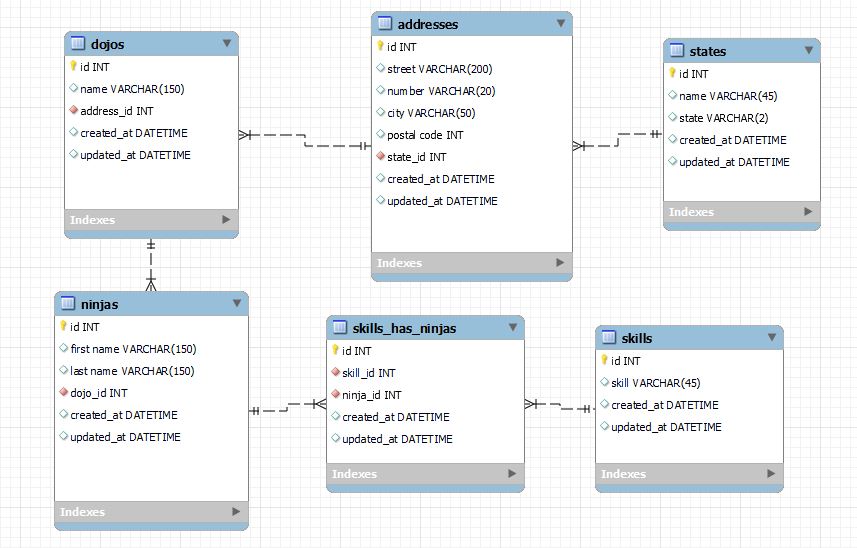 dojos
id INT
name VARCHAR(150)
address_id INT
created_at DATETIME
updated_at DATETIME
Indexes
addresses
id INT
street VARCHAR(200)
number VARCHAR(20)
city VARCHAR(50)
postal code INT
state_id INT
created_at DATETIME
updated_at DATETIME
Indexes
states
id INT
name VARCHAR(45)
state VARCHAR(2)
created_at DATETIME
updated_at DATETIME
Indexes
ninjas
id INT
first name VARCHAR(150)
last name VARCHAR(150)
dojo_id INT
created_at DATETIME
updated_at DATETIME
Indexes
skills_has_ninjas
id INT
skill_id INT
ninja_id INT
created_at DATETIME
updated_at DATETIME
Indexes
skills
id INT
skill VARCHAR(45)
created_at DATETIME
updated_at DATETIME
Indexes